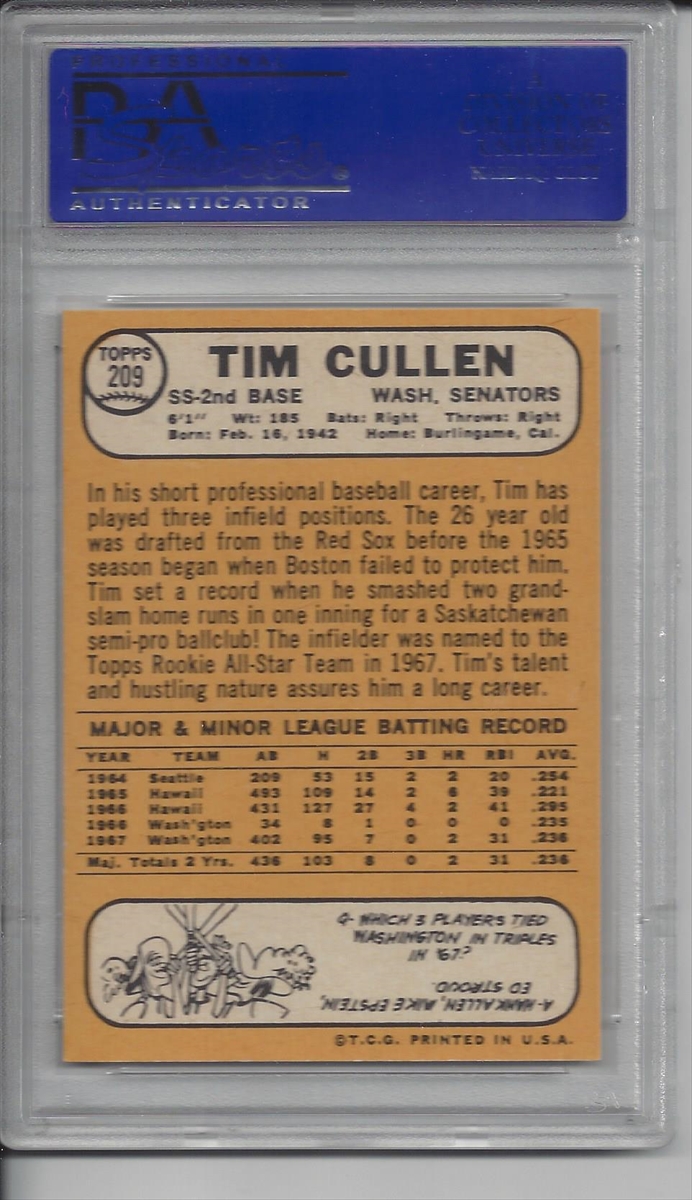 PROFESSIONAL
PSA
AUTHENTICATOR
A
DIVISION OF
COLLECTORS
UNIVERSE
NASDAQ: CLCT
TOPPS
209
TIM CULLEN
SS-2nd BASE WASH. SENATORS
6'1" Wt: 185 Bats: Right Throws: Right
Born: Feb. 16, 1942 Home: Burlingame, Cal.
In his short professional baseball career, Tim has
played three infield positions. The 26 year old
was drafted from the Red Sox before the 1965
season began when Boston failed to protect him.
Tim set a record when he smashed two grand-
slam home runs in one inning for a Saskatchewan
semi-pro ballclub! The infielder was named to the
Topps Rookie All-Star Team in 1967. Tim's talent
and hustling nature assures him a long career.
MAJOR & MINOR LEAGUE BATTING RECORD
YEAR TEAM AB H 2B 3B HR RBI AVG.
1964 Seattle 209 53 15 2 2 20 .254
1965 Hawaii 493 109 14 2 6 39 .221
1966 Hawaii 431 127 27 4 2 41 .295
1966 Wash'gton 34 8 1 0 0 0 .235
1967 Wash'gton 402 95 7 0 2 31 .236
Maj. Totals 2 Yrs. 436 103 8 0 2 31 .236
Q- WHICH 3 PLAYERS TIED
WASHINGTON IN TRIPLES
IN '67?
A- HANK ALLEN, MIKE EPSTEIN,
ED STROUD.
©T.C.G. PRINTED IN U.S.A.